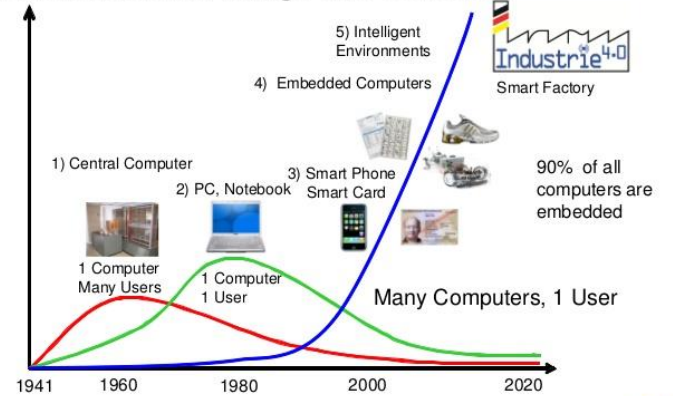 5) Intelligent
Environments
Industrie 4.0
4) Embedded Computers
Smart Factory
1) Central Computer
2) PC, Notebook
3) Smart Phone
Smart Card
90% of all
computers are
embedded
1 Computer
Many Users
1 Computer
1 User
Many Computers, 1 User
1941 1960 1980 2000 2020